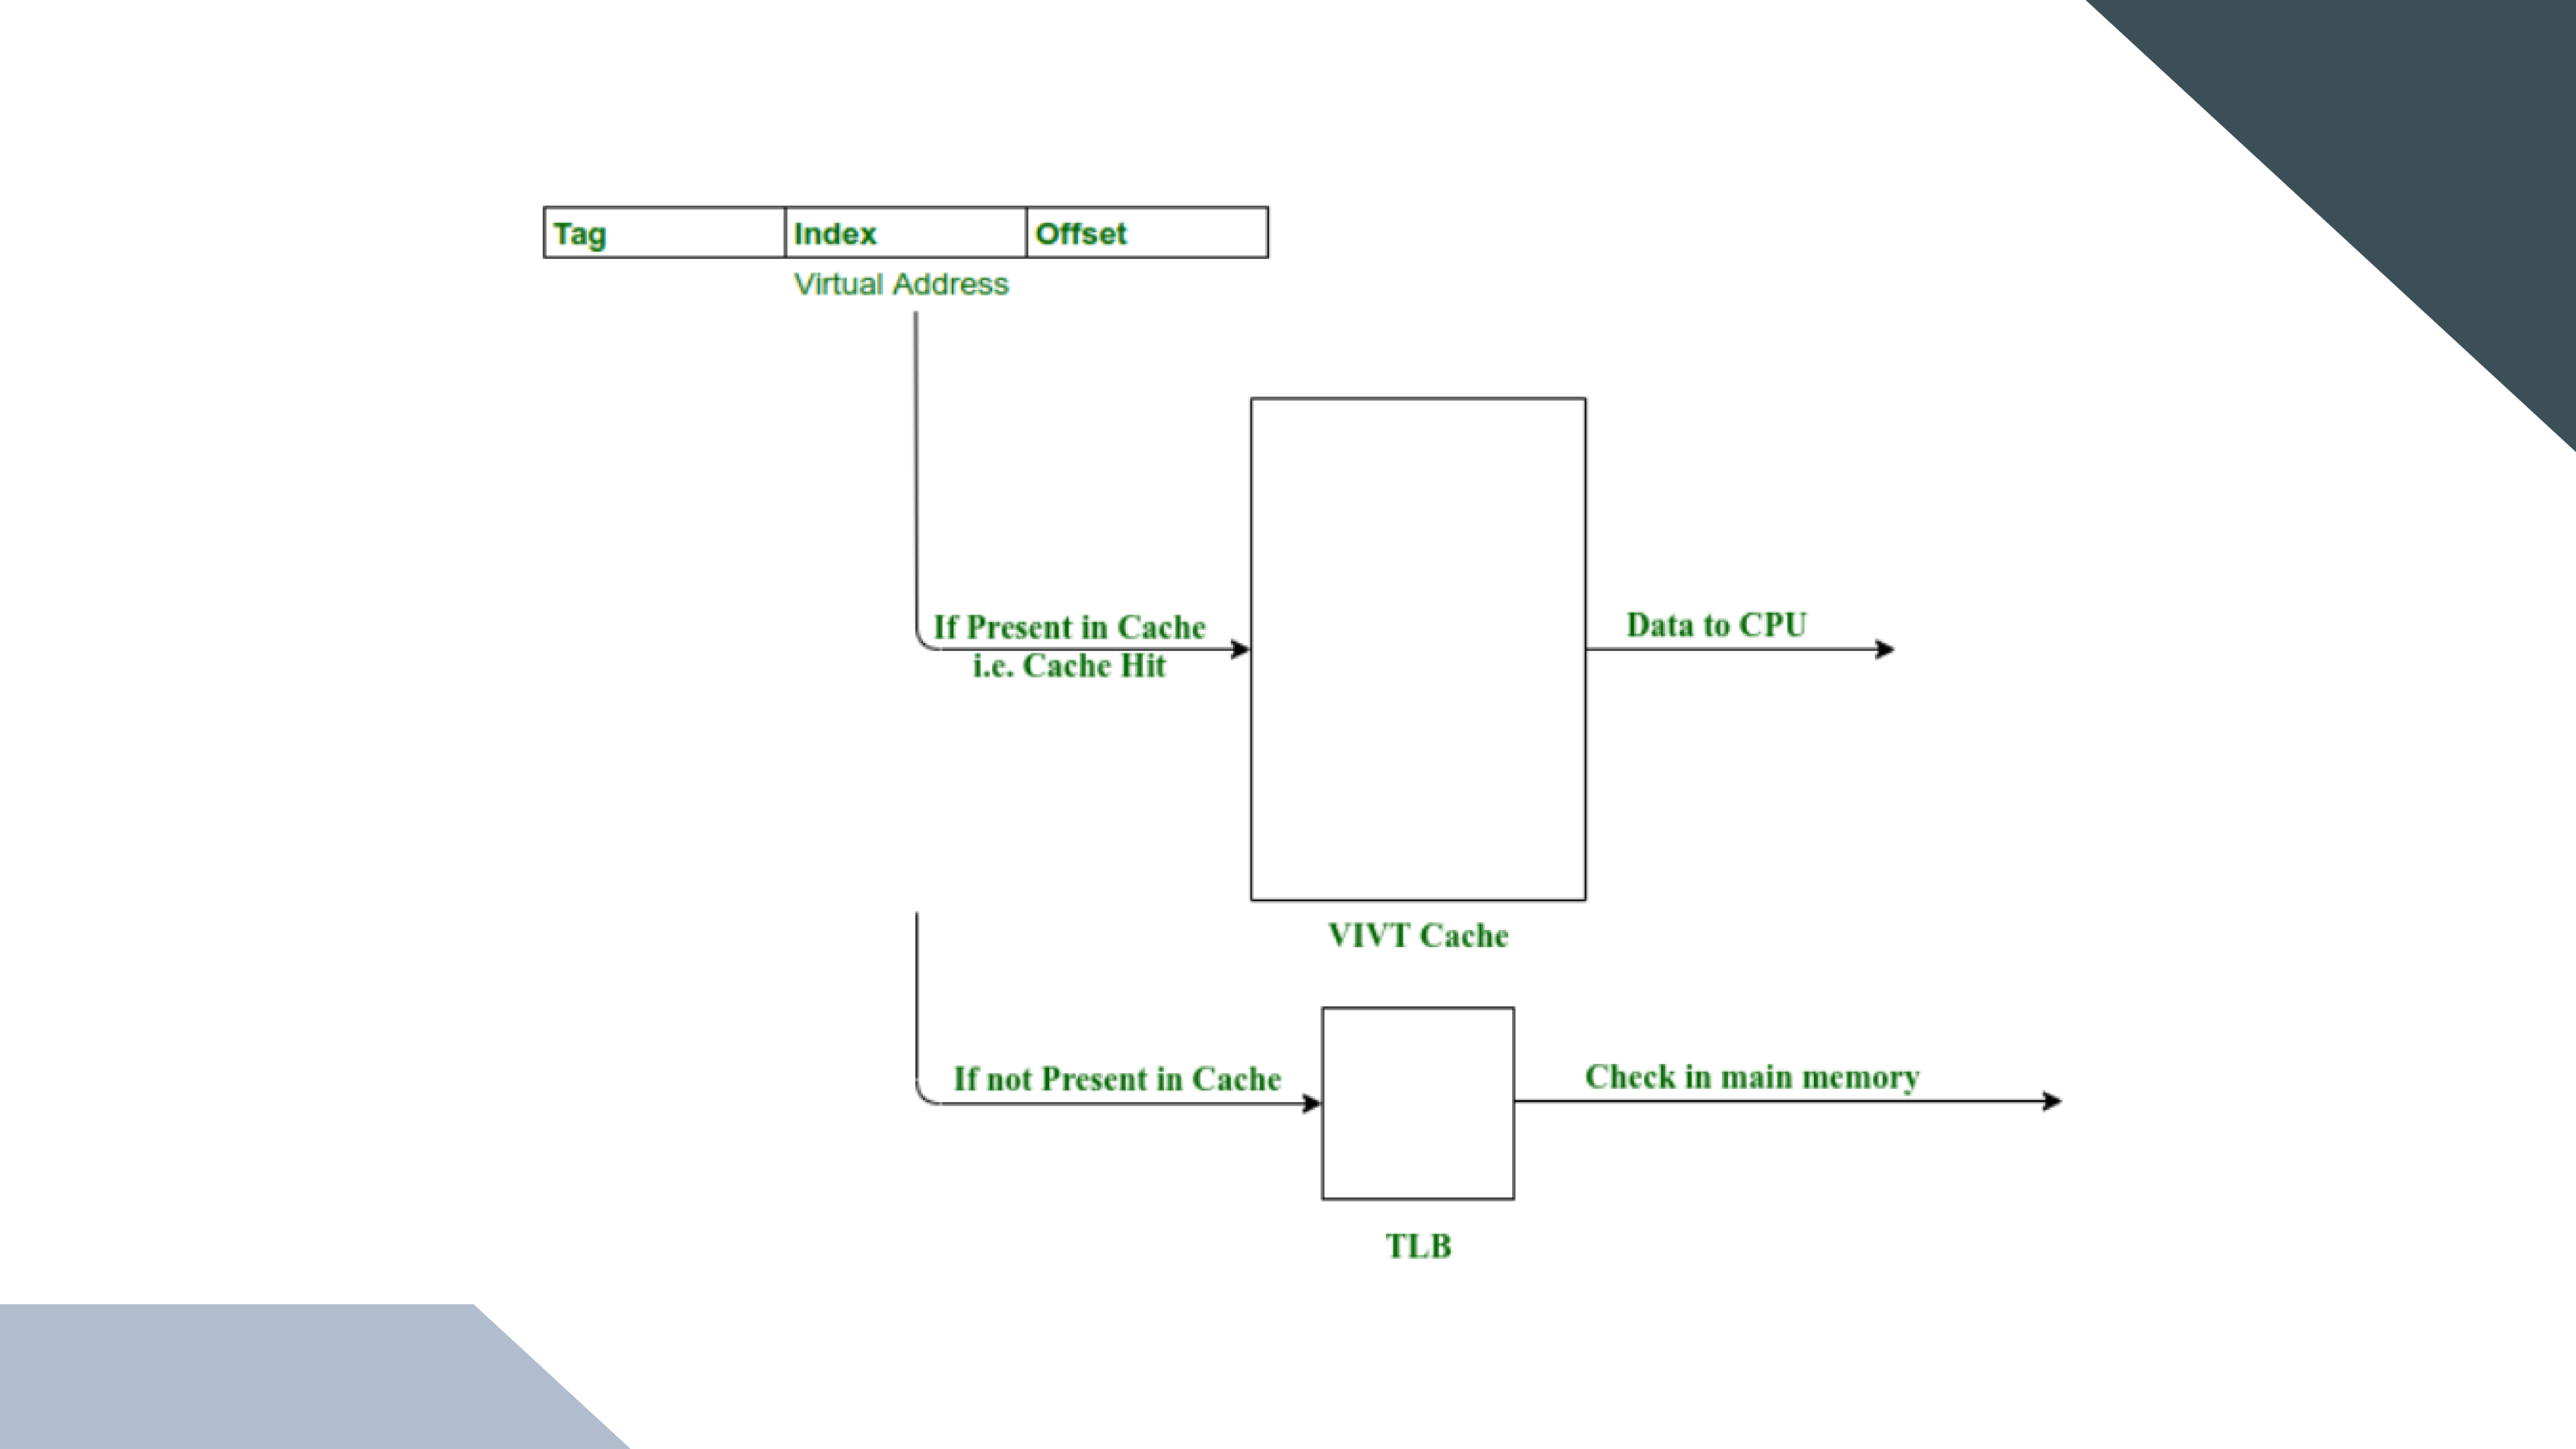 Tag Index Offset
Virtual Address
If Present in Cache
i.e. Cache Hit
Data to CPU
VIVT Cache
If not Present in Cache
Check in main memory
TLB